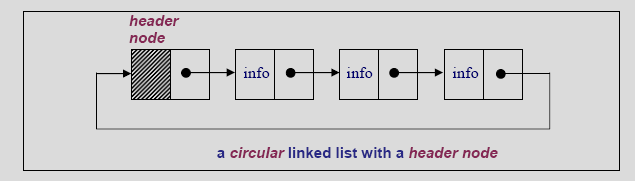 header
node
info
info
info
a circular linked list with a header node